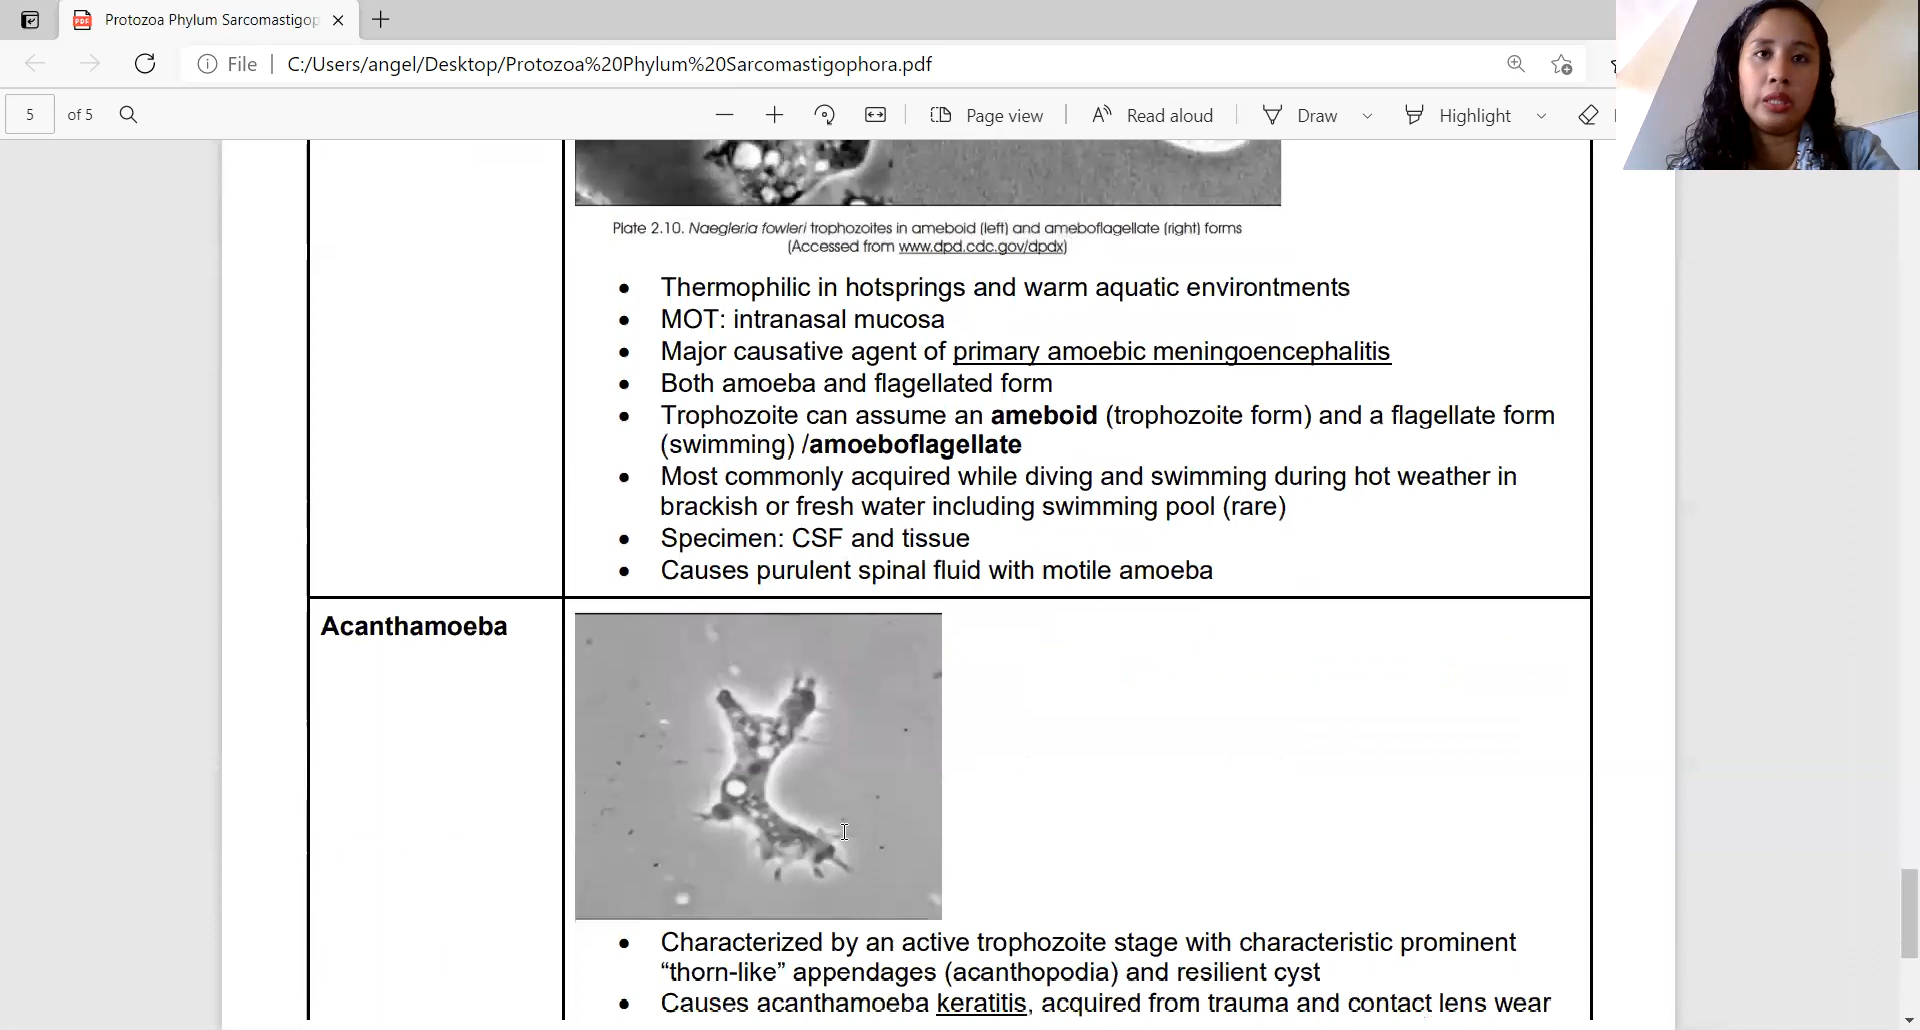 Protozoa Phylum Sarcomastigop
File
C:/Users/angel/Desktop/Protozoa%20Phylum%20Sarcomastigophora.pdf
5 of 5
Page view
Read aloud
Draw
Highlight
Plate 2.10. Naegleria fowleri trophozoites in ameboid (left) and ameboflagellate (right) forms
(Accessed from www.dpd.cdc.gov/dpdx)
• Thermophilic in hotsprings and warm aquatic environtments
• MOT: intranasal mucosa
• Major causative agent of primary amoebic meningoencephalitis
• Both amoeba and flagellated form
• Trophozoite can assume an ameboid (trophozoite form) and a flagellate form
(swimming) /amoeboflagellate
• Most commonly acquired while diving and swimming during hot weather in
brackish or fresh water including swimming pool (rare)
• Specimen: CSF and tissue
• Causes purulent spinal fluid with motile amoeba
Acanthamoeba
• Characterized by an active trophozoite stage with characteristic prominent
“thorn-like” appendages (acanthopodia) and resilient cyst
• Causes acanthamoeba keratitis, acquired from trauma and contact lens wear